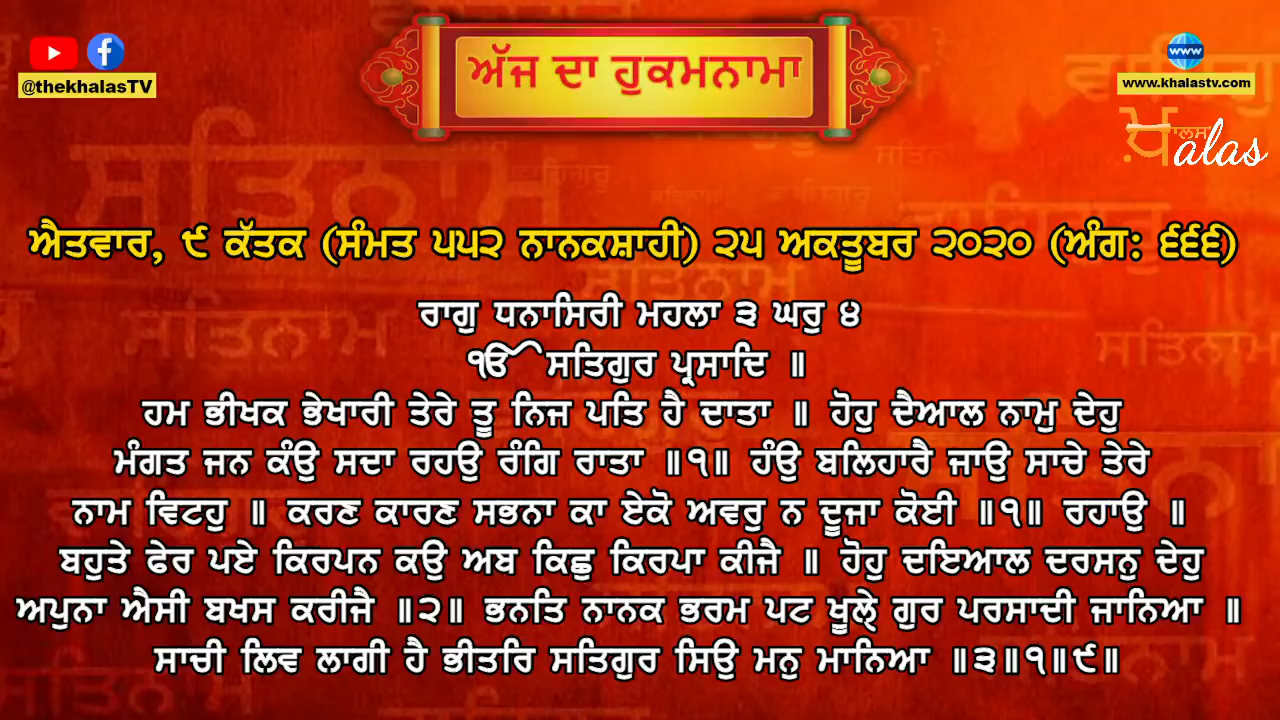 @thekhalasTV
ਅੱਜ ਦਾ ਹੁਕਮਨਾਮਾ
www
www.khalastv.com
ਖ਼ਾਲਸ
alas
ਐਤਵਾਰ, ੯ ਕੱਤਕ (ਸੰਮਤ ੫੫੨ ਨਾਨਕਸ਼ਾਹੀ) ੨੫ ਅਕਤੂਬਰ ੨੦੨੦ (ਅੰਗ: ੬੬੬)
ਰਾਗੁ ਧਨਾਸਿਰੀ ਮਹਲਾ ੩ ਘਰੁ ੪
ੴ ਸਤਿਗੁਰ ਪ੍ਰਸਾਦਿ ॥
ਹਮ ਭੀਖਕ ਭੇਖਾਰੀ ਤੇਰੇ ਤੂ ਨਿਜ ਪਤਿ ਹੈ ਦਾਤਾ ॥ ਹੋਹੁ ਦੈਆਲ ਨਾਮੁ ਦੇਹੁ
ਮੰਗਤ ਜਨ ਕੰਉ ਸਦਾ ਰਹਉ ਰੰਗਿ ਰਾਤਾ ॥੧॥ ਹੰਉ ਬਲਿਹਾਰੈ ਜਾਉ ਸਾਚੇ ਤੇਰੇ
ਨਾਮ ਵਿਟਹੁ ॥ ਕਰਣ ਕਾਰਣ ਸਭਨਾ ਕਾ ਏਕੋ ਅਵਰੁ ਨ ਦੂਜਾ ਕੋਈ ॥੧॥ ਰਹਾਉ ॥
ਬਹੁਤੇ ਫੇਰ ਪਏ ਕਿਰਪਨ ਕਉ ਅਬ ਕਿਛੁ ਕਿਰਪਾ ਕੀਜੈ ॥ ਹੋਹੁ ਦਇਆਲ ਦਰਸਨੁ ਦੇਹੁ
ਅਪੁਨਾ ਐਸੀ ਬਖਸ ਕਰੀਜੈ ॥੨॥ ਭਨਤਿ ਨਾਨਕ ਭਰਮ ਪਟ ਖੂਲ੍ਹੇ ਗੁਰ ਪਰਸਾਦੀ ਜਾਨਿਆ ॥
ਸਾਚੀ ਲਿਵ ਲਾਗੀ ਹੈ ਭੀਤਰਿ ਸਤਿਗੁਰ ਸਿਉ ਮਨੁ ਮਾਨਿਆ ॥੩॥੧॥੯॥